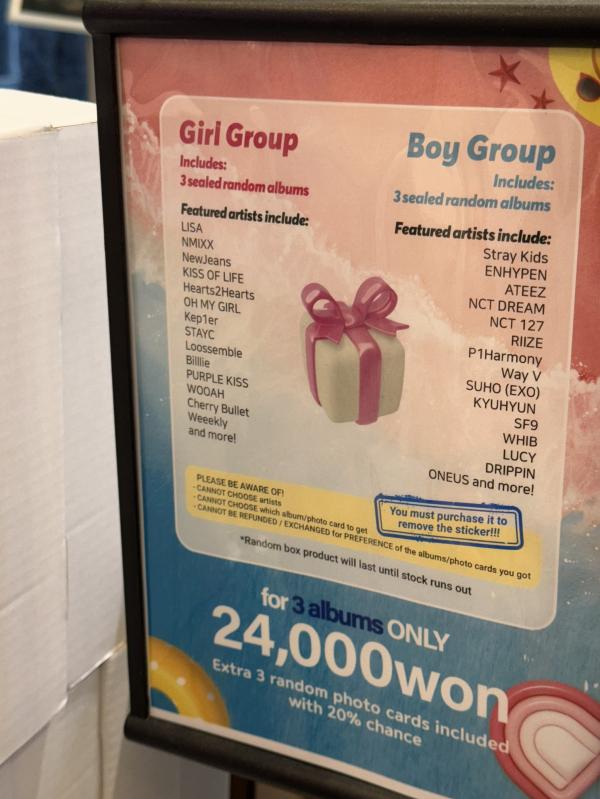 Girl Group
Includes:
3 sealed random albums
Featured artists include:
LISA
NMIXX
NewJeans
KISS OF LIFE
Hearts2Hearts
OH MY GIRL
Kep1er
STAYC
Loossemble
Billlie
PURPLE KISS
WOOAH
Cherry Bullet
Weeekly
and more!
Boy Group
Includes:
3 sealed random albums
Featured artists include:
Stray Kids
ENHYPEN
ATEEZ
NCT DREAM
NCT 127
RIIZE
P1Harmony
Way V
SUHO (EXO)
KYUHYUN
SF9
WHIB
LUCY
DRIPPIN
ONEUS and more!
PLEASE BE AWARE OF!
- CANNOT CHOOSE artists
- CANNOT CHOOSE which album/photo card to get
- CANNOT BE REFUNDED / EXCHANGED for PREFERENCE of the albums/photo cards you got
You must purchase it to
remove the sticker!!!
*Random box product will last until stock runs out
for 3 albums ONLY
24,000won
Extra 3 random photo cards included
with 20% chance